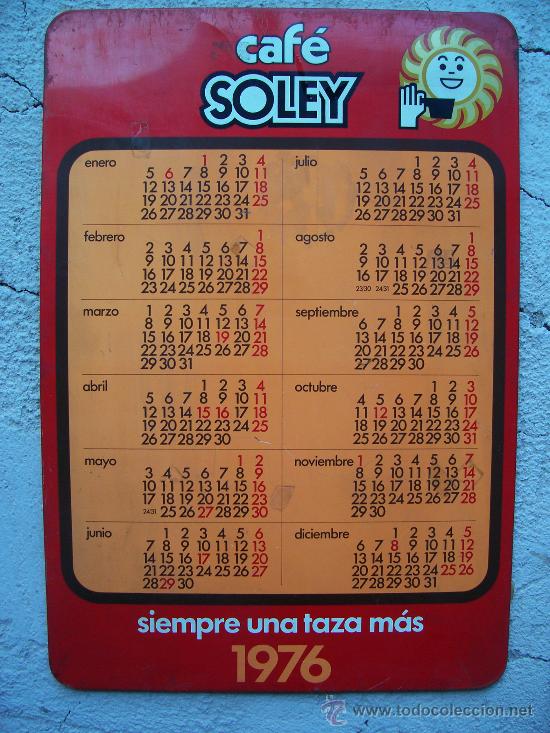 café
SOLEY
enero
1 2 3 4
5 6 7 8 9 10 11
12 13 14 15 16 17 18
19 20 21 22 23 24 25
26 27 28 29 30 31
julio
1 2 3 4
5 6 7 8 9 10 11
12 13 14 15 16 17 18
19 20 21 22 23 24 25
26 27 28 29 30 31
febrero
1
2 3 4 5 6 7 8
9 10 11 12 13 14 15
16 17 18 19 20 21 22
23 24 25 26 27 28 29
agosto
1
2 3 4 5 6 7 8
9 10 11 12 13 14 15
16 17 18 19 20 21 22
23/30 24/31 25 26 27 28 29
marzo
1 2 3 4 5 6 7
8 9 10 11 12 13 14
15 16 17 18 19 20 21
22 23 24 25 26 27 28
29 30 31
septiembre
1 2 3 4 5
6 7 8 9 10 11 12
13 14 15 16 17 18 19
20 21 22 23 24 25 26
27 28 29 30
abril
1 2 3 4
5 6 7 8 9 10 11
12 13 14 15 16 17 18
19 20 21 22 23 24 25
26 27 28 29 30
octubre
1 2 3
4 5 6 7 8 9 10
11 12 13 14 15 16 17
18 19 20 21 22 23 24
25 26 27 28 29 30 31
mayo
1 2
3 4 5 6 7 8 9
10 11 12 13 14 15 16
17 18 19 20 21 22 23
24/31 25 26 27 28 29 30
noviembre
1 2 3 4 5 6 7
8 9 10 11 12 13 14
15 16 17 18 19 20 21
22 23 24 25 26 27 28
29 30
junio
1 2 3 4 5 6
7 8 9 10 11 12 13
14 15 16 17 18 19 20
21 22 23 24 25 26 27
28 29 30
diciembre
1 2 3 4 5
6 7 8 9 10 11 12
13 14 15 16 17 18 19
20 21 22 23 24 25 26
27 28 29 30 31
siempre una taza más
1976
www.todocoleccion.net